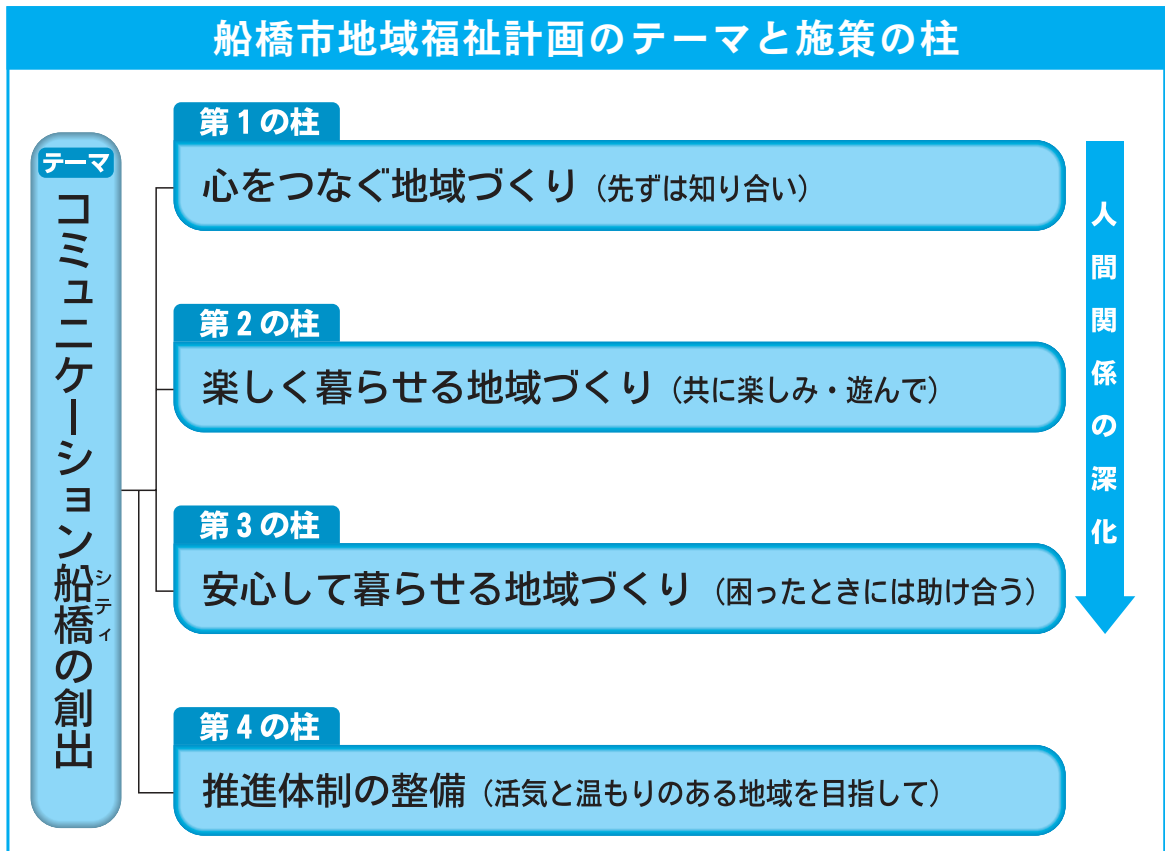 船橋市地域福祉計画のテーマと施策の柱
テーマ
コミュニケーション船橋の創出
シティ
第1の柱
心をつなぐ地域づくり（先ずは知り合い）
第2の柱
楽しく暮らせる地域づくり（共に楽しみ・遊んで）
第3の柱
安心して暮らせる地域づくり（困ったときには助け合う）
第4の柱
推進体制の整備（活気と温もりのある地域を目指して）
人間関係の深化